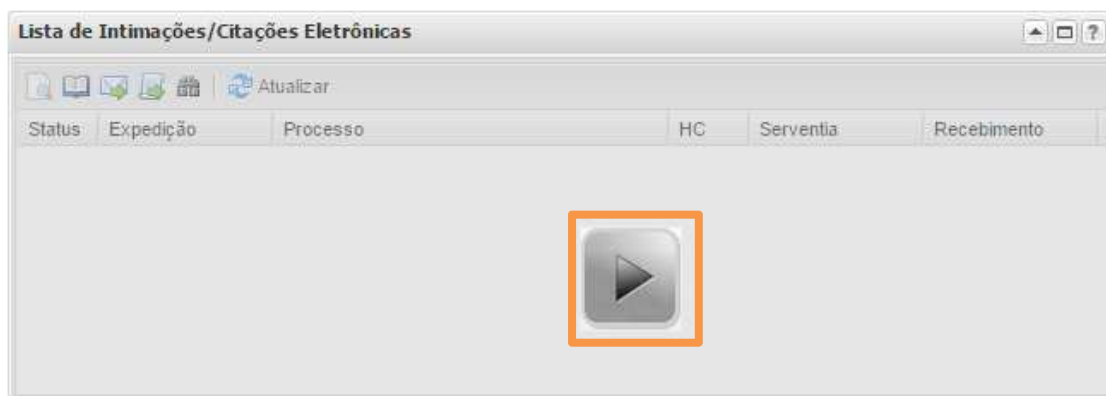 Lista de Intimações/Citações Eletrônicas
Atualizar
Status Expedição Processo HC Serventia Recebimento